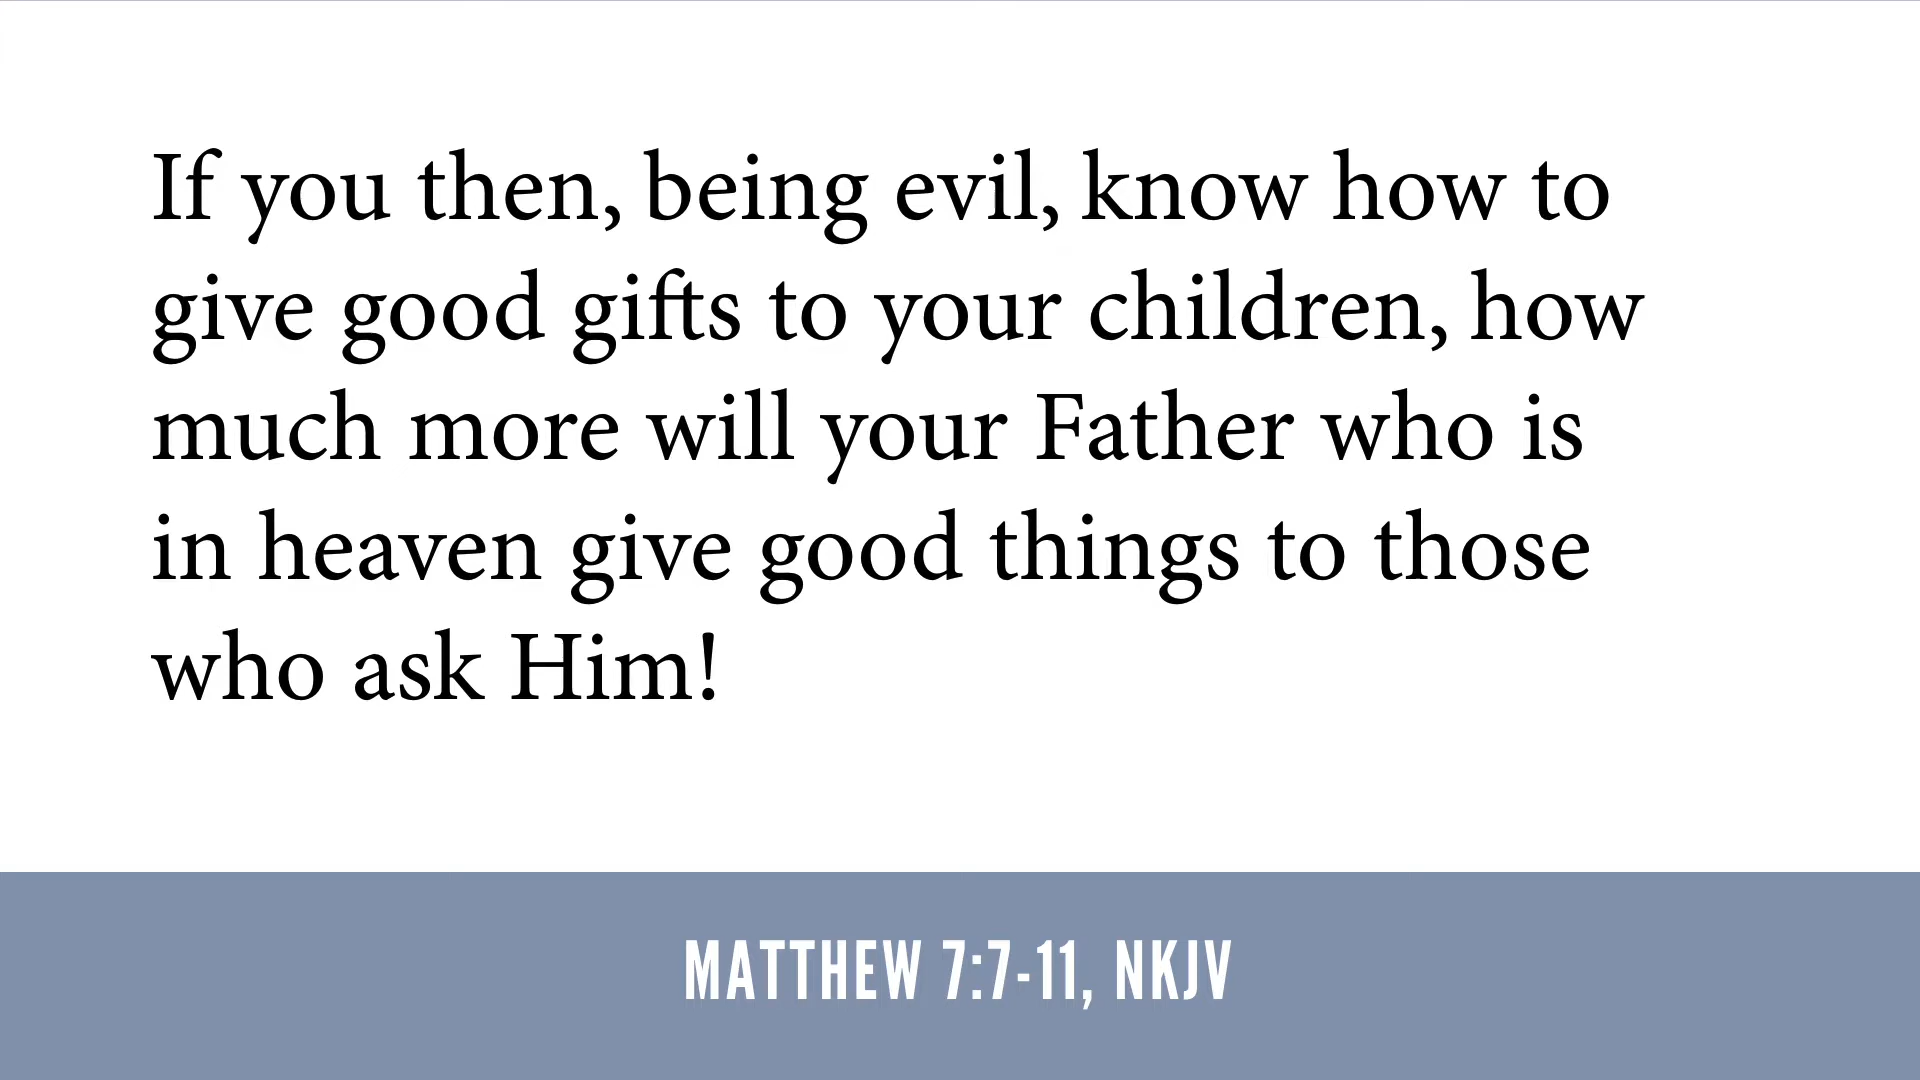 If you then, being evil, know how to
give good gifts to your children, how
much more will your Father who is
in heaven give good things to those
who ask Him!
MATTHEW 7:7-11, NKJV